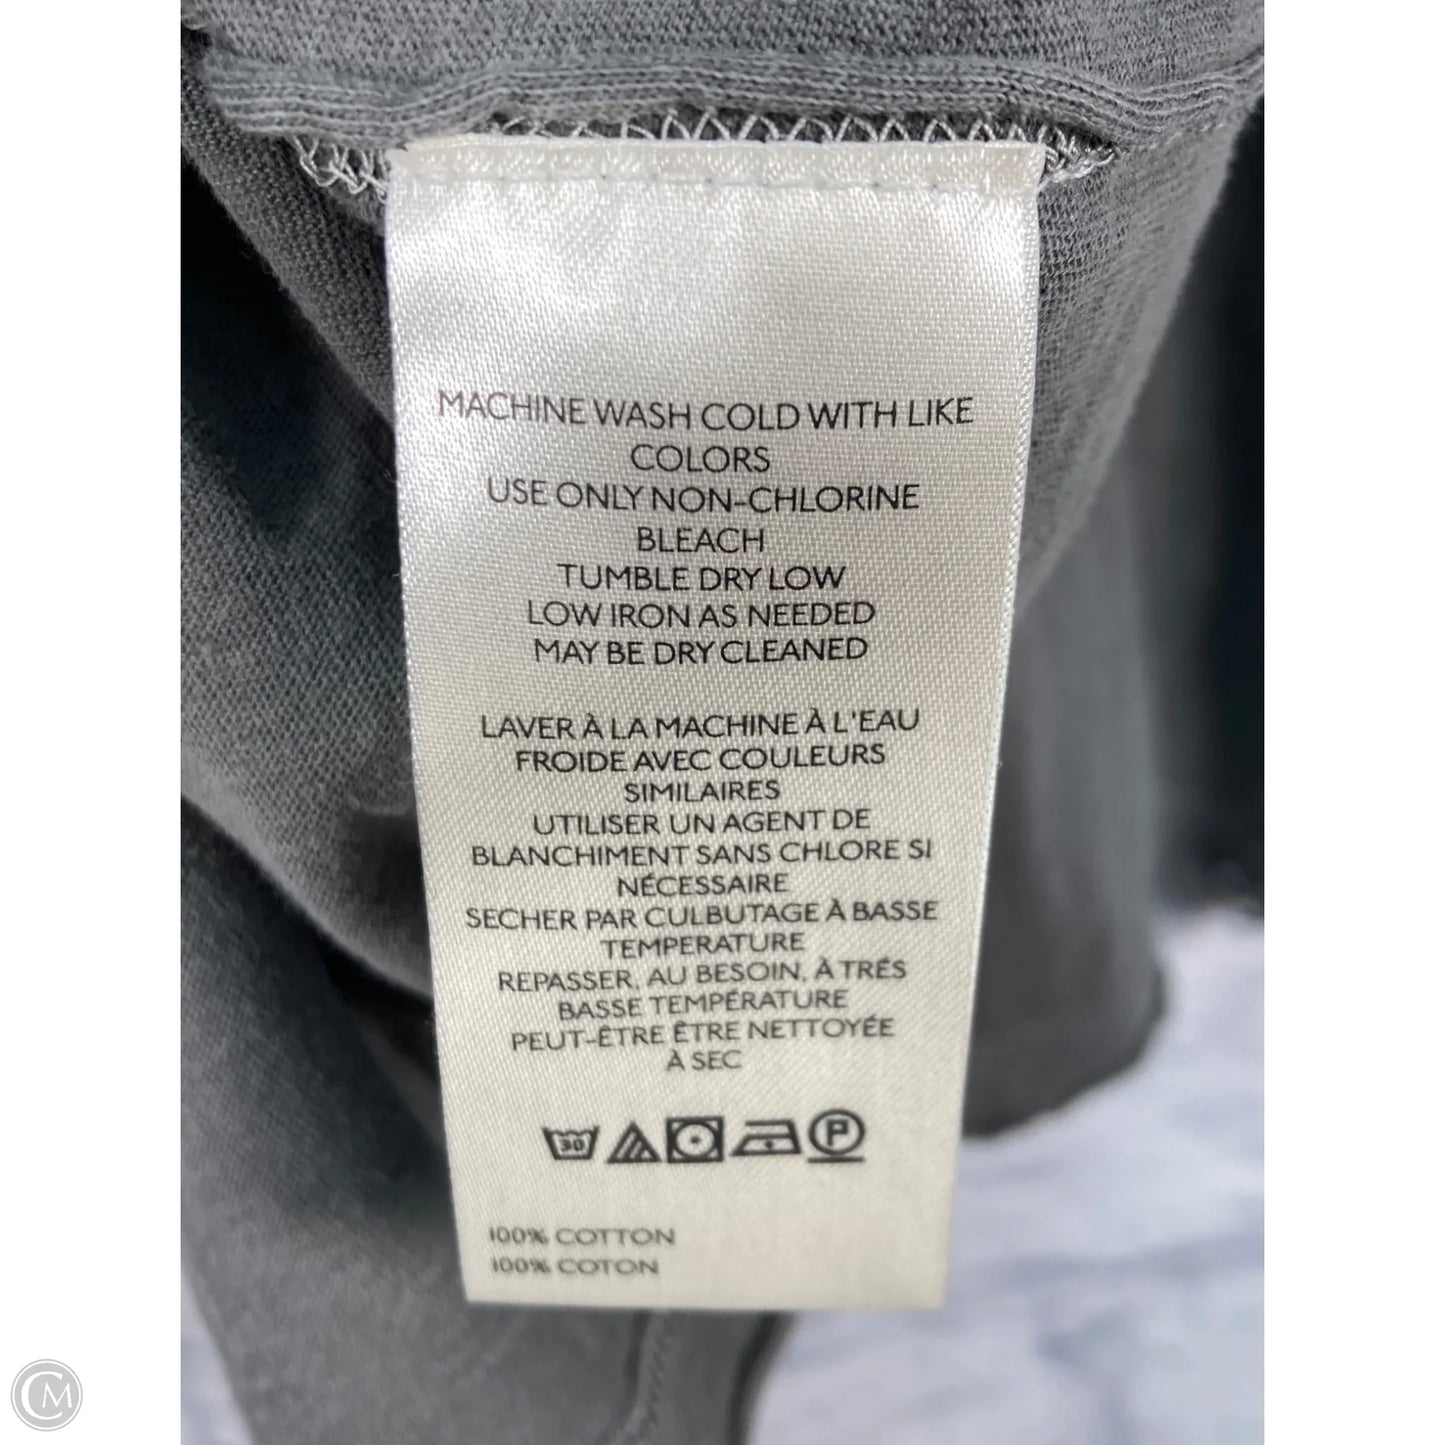 MACHINE WASH COLD WITH LIKE
COLORS
USE ONLY NON-CHLORINE
BLEACH
TUMBLE DRY LOW
LOW IRON AS NEEDED
MAY BE DRY CLEANED
LAVER À LA MACHINE À L'EAU
FROIDE AVEC COULEURS
SIMILAIRES
UTILISER UN AGENT DE
BLANCHIMENT SANS CHLORE SI
NÉCESSAIRE
SECHER PAR CULBUTAGE À BASSE
TEMPERATURE
REPASSER, AU BESOIN, À TRÉS
BASSE TEMPÉRATURE
PEUT-ÊTRE ÊTRE NETTOYÉE
À SEC
30 P
100% COTTON
100% COTON
CM